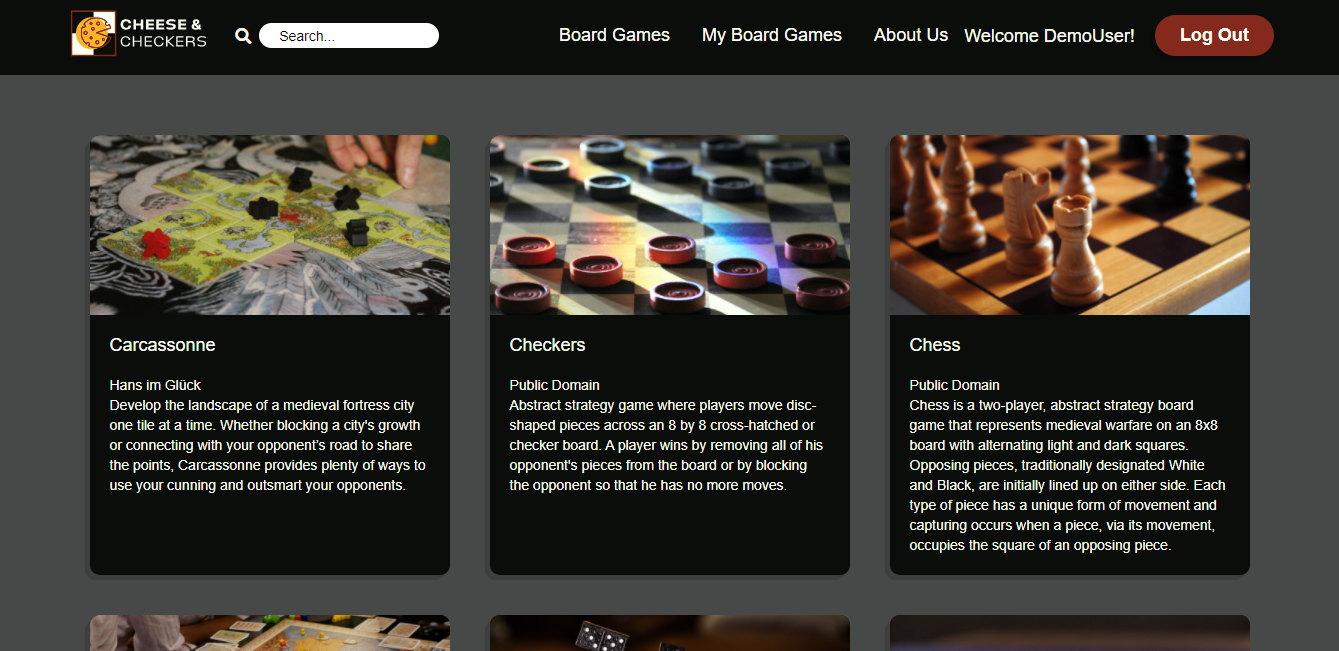 CHEESE &
CHECKERS
Search...
Board Games
My Board Games
About Us
Welcome DemoUser!
Log Out
Carcassonne
Hans im Glück
Develop the landscape of a medieval fortress city
one tile at a time. Whether blocking a city's growth
or connecting with your opponent's road to share
the points, Carcassonne provides plenty of ways to
use your cunning and outsmart your opponents.
Checkers
Public Domain
Abstract strategy game where players move disc-
shaped pieces across an 8 by 8 cross-hatched or
checker board. A player wins by removing all of his
opponent's pieces from the board or by blocking
the opponent so that he has no more moves.
Chess
Public Domain
Chess is a two-player, abstract strategy board
game that represents medieval warfare on an 8x8
board with alternating light and dark squares.
Opposing pieces, traditionally designated White
and Black, are initially lined up on either side. Each
type of piece has a unique form of movement and
capturing occurs when a piece, via its movement,
occupies the square of an opposing piece.